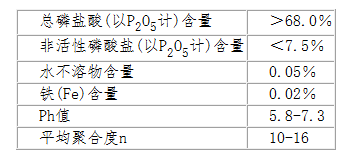 总磷盐酸(以P2O5计)含量 >68.0%
非活性磷酸盐(以P2O5计)含量 <7.5%
水不溶物含量 0.05%
铁(Fe)含量 0.02%
Ph值 5.8-7.3
平均聚合度n 10-16